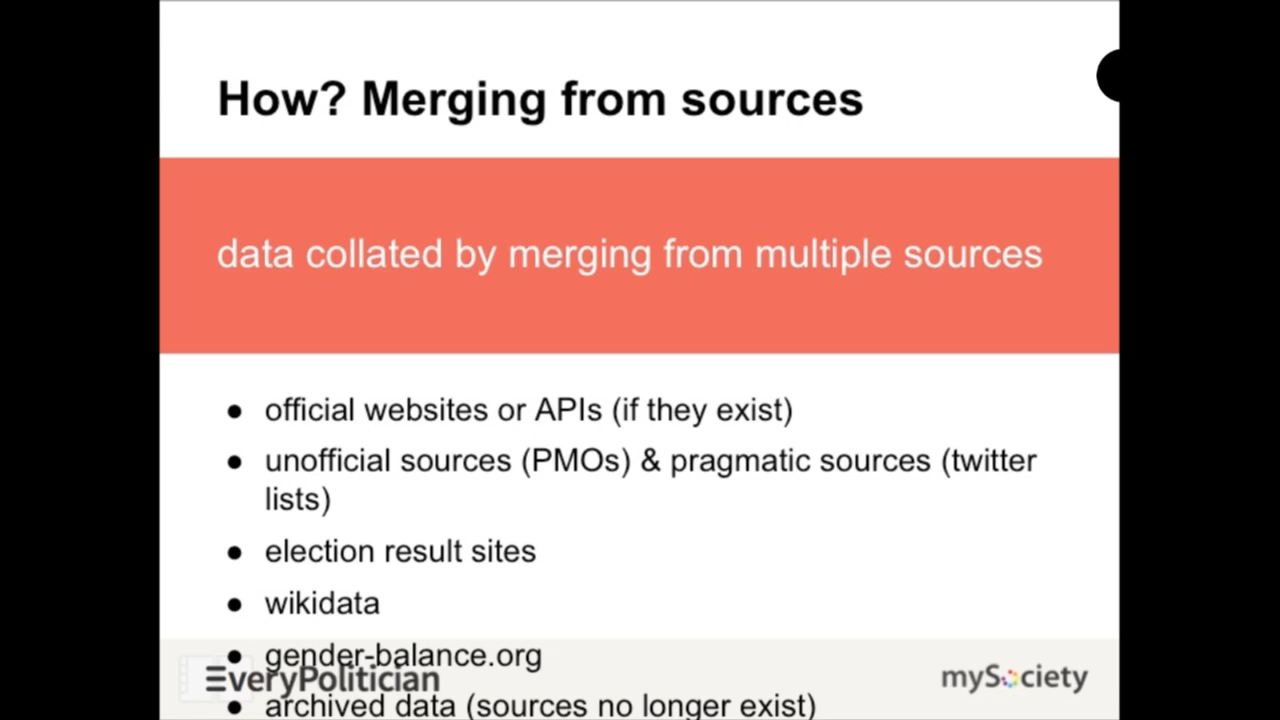 How? Merging from sources
data collated by merging from multiple sources
● official websites or APIs (if they exist)
● unofficial sources (PMOs) & pragmatic sources (twitter
lists)
● election result sites
● wikidata
● gender-balance.org
EveryPolitician
mySociety
● archived data (sources no longer exist)